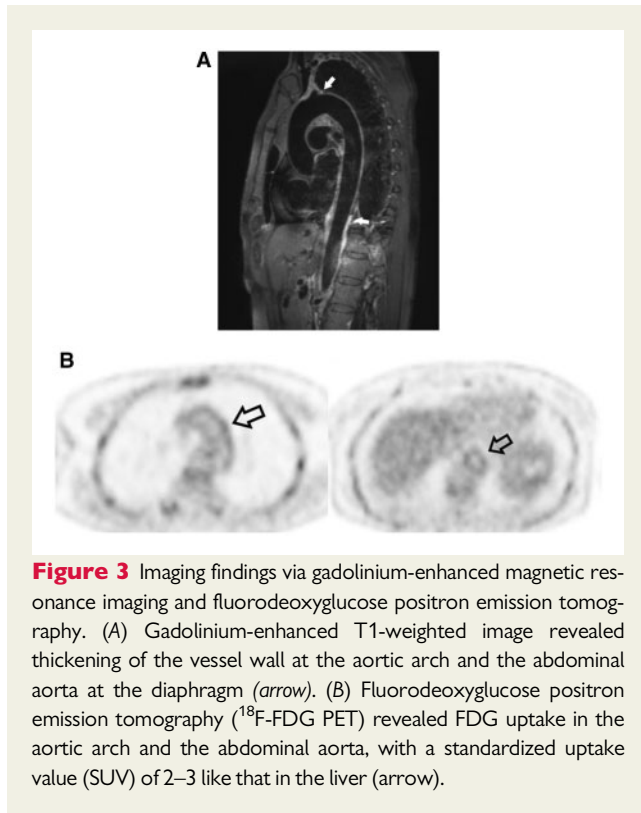 A
B
Figure 3 Imaging findings via gadolinium-enhanced magnetic res-
onance imaging and fluorodeoxyglucose positron emission tomog-
raphy. (A) Gadolinium-enhanced T1-weighted image revealed
thickening of the vessel wall at the aortic arch and the abdominal
aorta at the diaphragm (arrow). (B) Fluorodeoxyglucose positron
emission tomography (¹⁸F-FDG PET) revealed FDG uptake in the
aortic arch and the abdominal aorta, with a standardized uptake
value (SUV) of 2–3 like that in the liver (arrow).